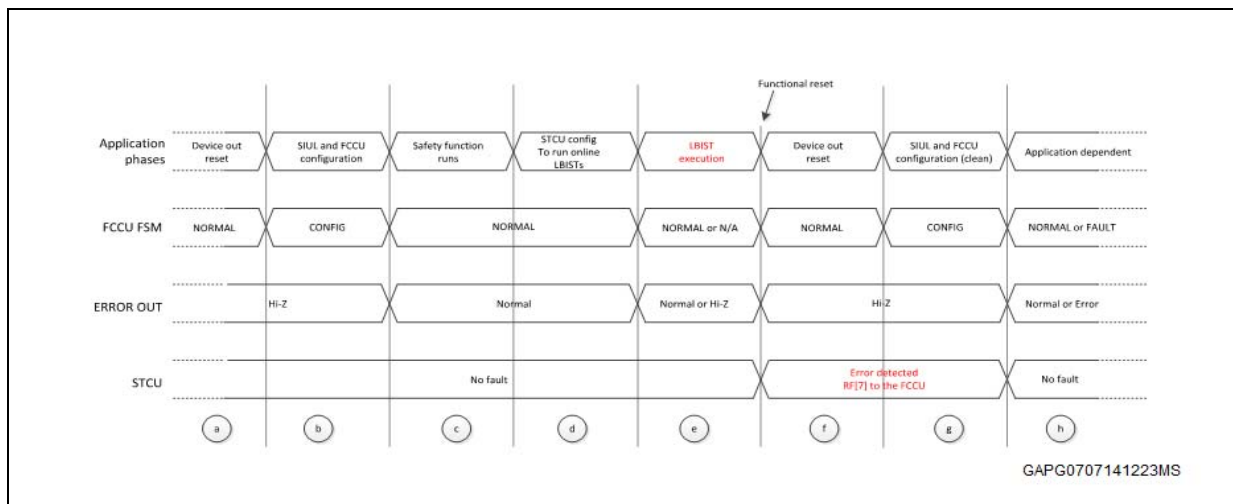 Functional reset
Application
phases
Device out
reset
SIUL and FCCU
configuration
Safety function
runs
STCU config
To run online
LBISTs
LBIST
execution
Device out
reset
SIUL and FCCU
configuration (clean)
Application dependent
FCCU FSM
NORMAL
CONFIG
NORMAL
NORMAL or N/A
NORMAL
CONFIG
NORMAL or FAULT
ERROR OUT
Hi-Z
Normal
Normal or Hi-Z
Hi-Z
Normal or Error
STCU
No fault
Error detected
RF[7] to the FCCU
No fault
a
b
c
d
e
f
g
h
GAPG0707141223MS